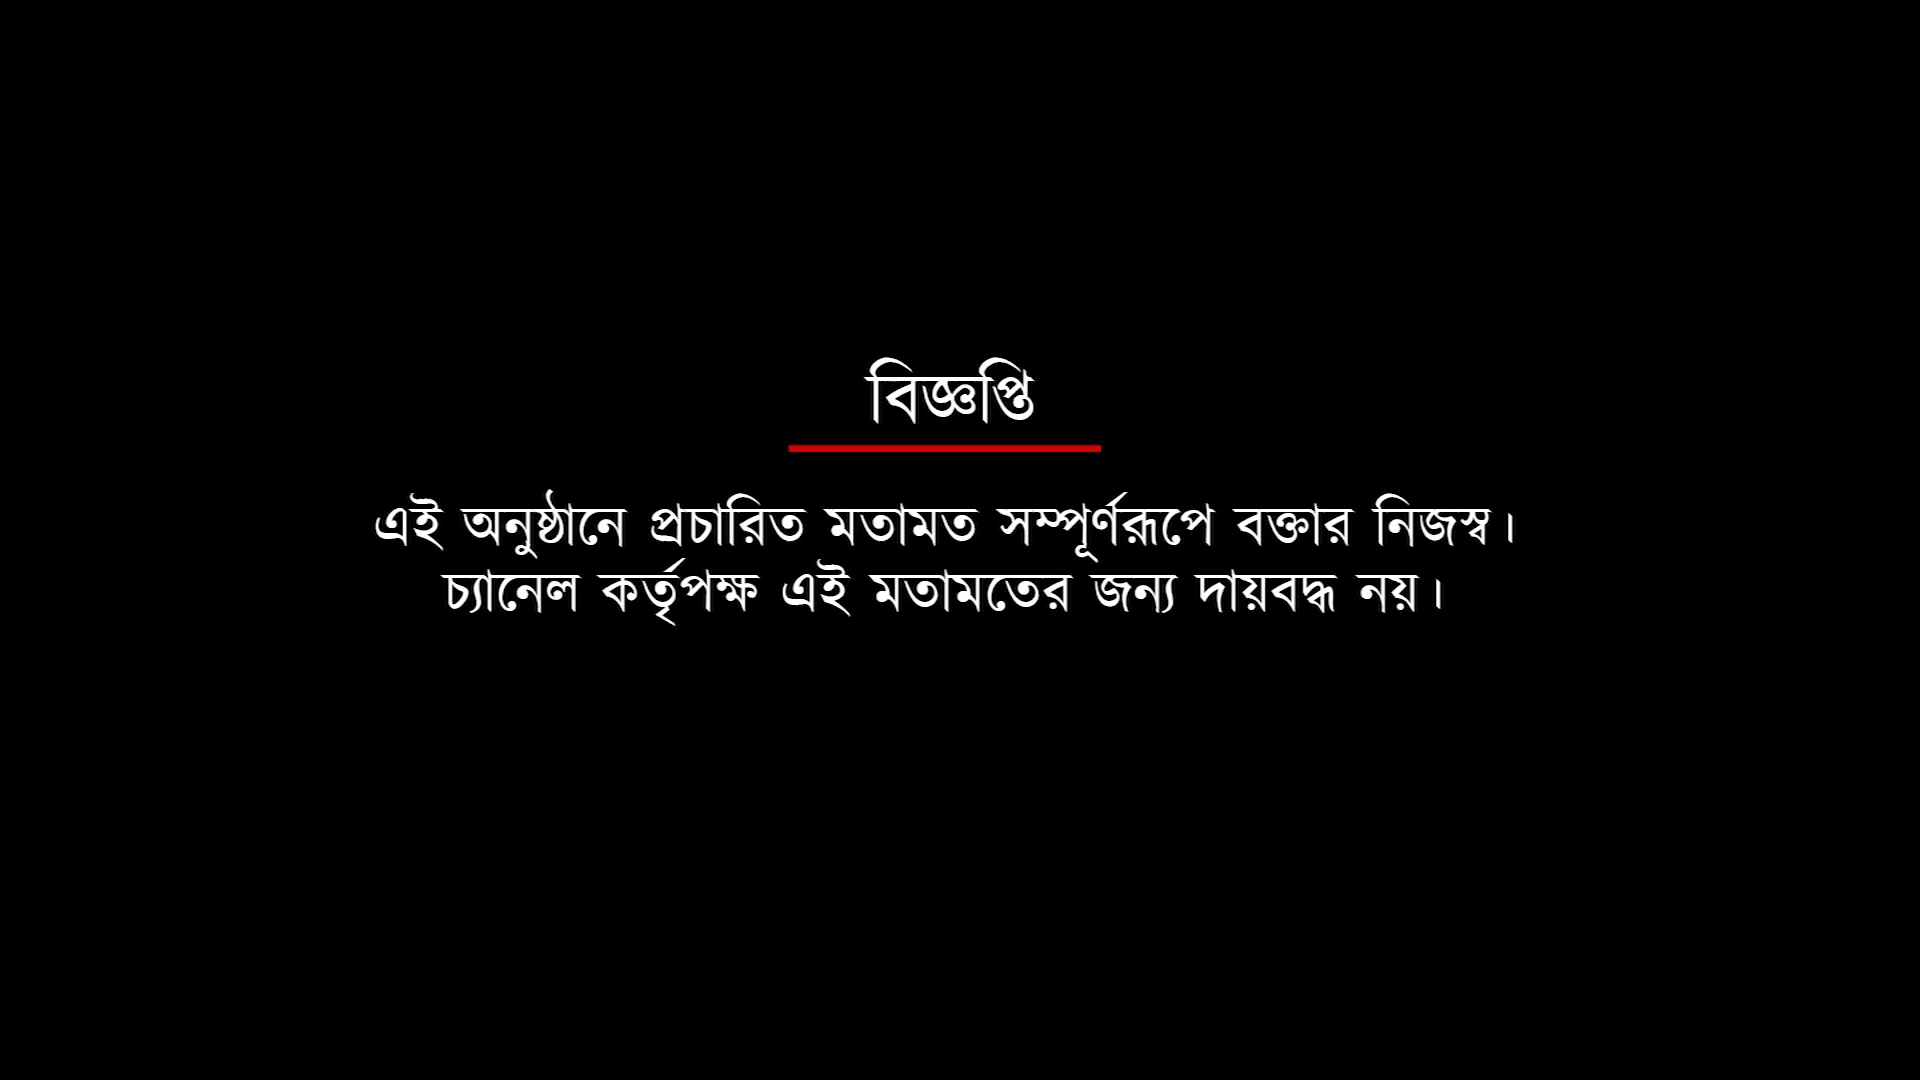 বিজ্ঞপ্তি
এই অনুষ্ঠানে প্রচারিত মতামত সম্পূর্ণরূপে বক্তার নিজস্ব।
চ্যানেল কর্তৃপক্ষ এই মতামতের জন্য দায়বদ্ধ নয়।